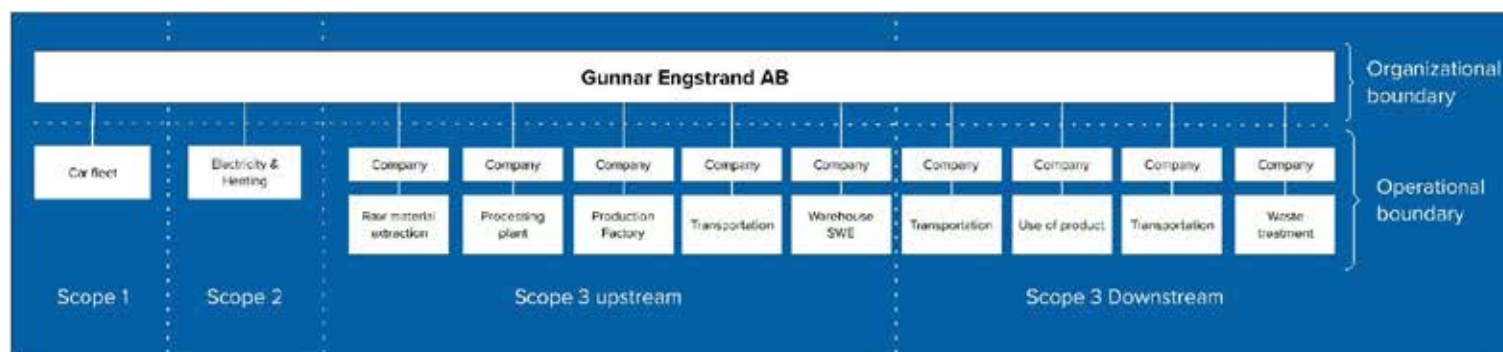 Gunnar Engstrand AB
Organizational
boundary
Car fleet
Electricity &
Heating
Company
Company
Company
Company
Company
Company
Company
Company
Company
Raw material
extraction
Processing
plant
Production
Factory
Transportation
Warehouse
SWE
Transportation
Use of product
Transportation
Waste
treatment
Operational
boundary
Scope 1
Scope 2
Scope 3 upstream
Scope 3 Downstream